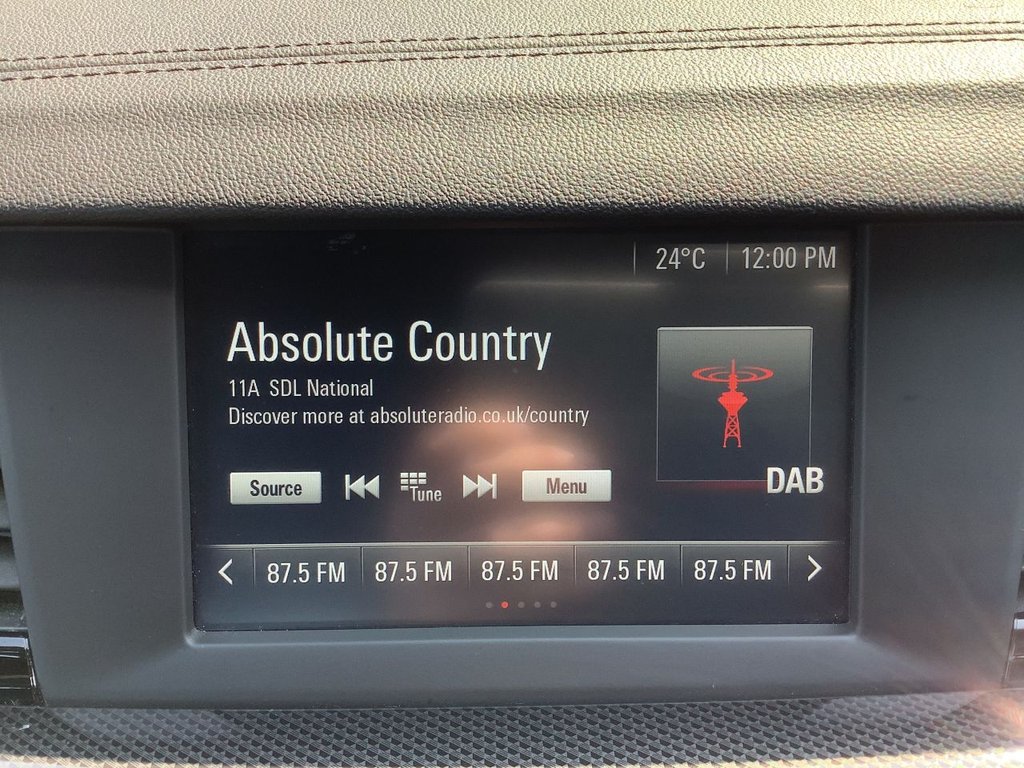 24°C 12:00 PM
Absolute Country
11A SDL National
Discover more at absoluteradio.co.uk/country
Source Tune Menu
DAB
87.5 FM 87.5 FM 87.5 FM 87.5 FM 87.5 FM